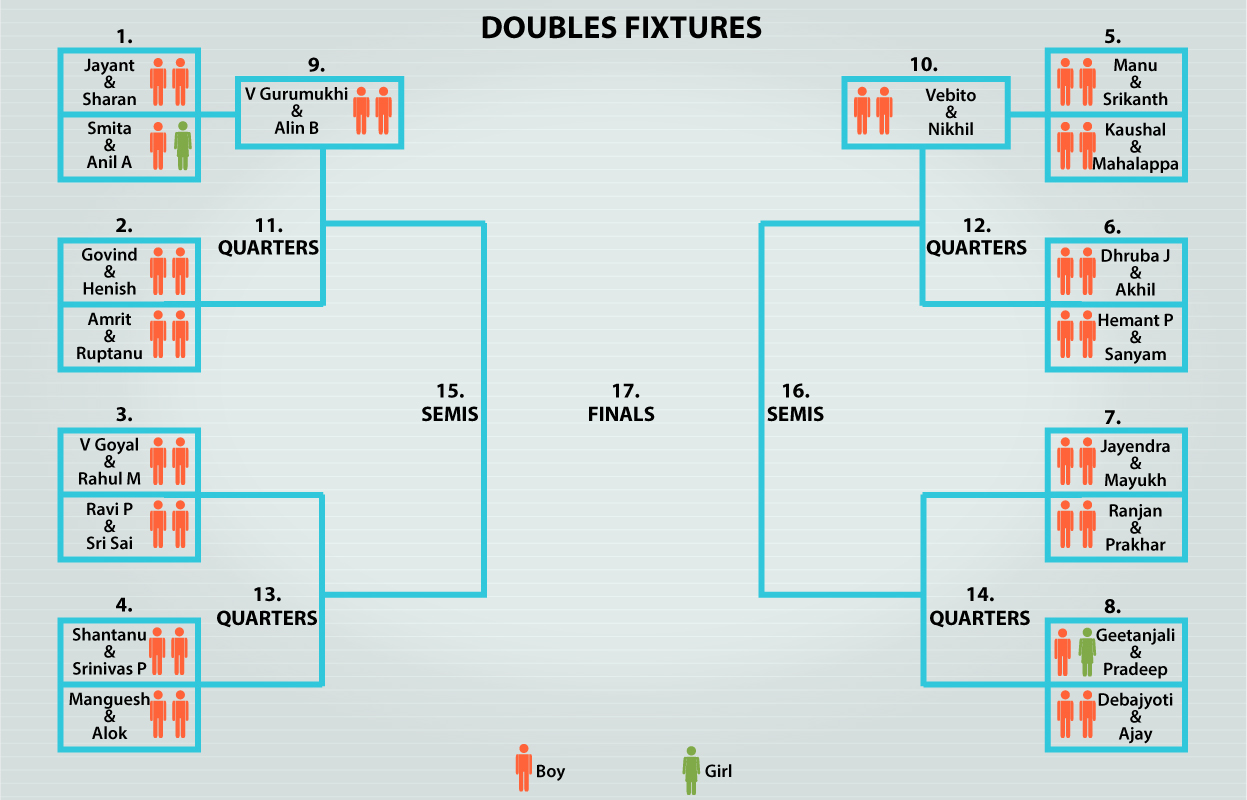 DOUBLES FIXTURES
1.
Jayant
&
Sharan
Smita
&
Anil A
9.
V Gurumukhi
&
Alin B
2.
Govind
&
Henish
Amrit
&
Ruptanu
11.
QUARTERS
3.
V Goyal
&
Rahul M
Ravi P
&
Sri Sai
4.
Shantanu
&
Srinivas P
Manguesh
&
Alok
13.
QUARTERS
15.
SEMIS
17.
FINALS
16.
SEMIS
10.
Vebito
&
Nikhil
5.
Manu
&
Srikanth
Kaushal
&
Mahalappa
12.
QUARTERS
6.
Dhruba J
&
Akhil
Hemant P
&
Sanyam
7.
Jayendra
&
Mayukh
Ranjan
&
Prakhar
14.
QUARTERS
8.
Geetanjali
&
Pradeep
Debajyoti
&
Ajay
Boy
Girl